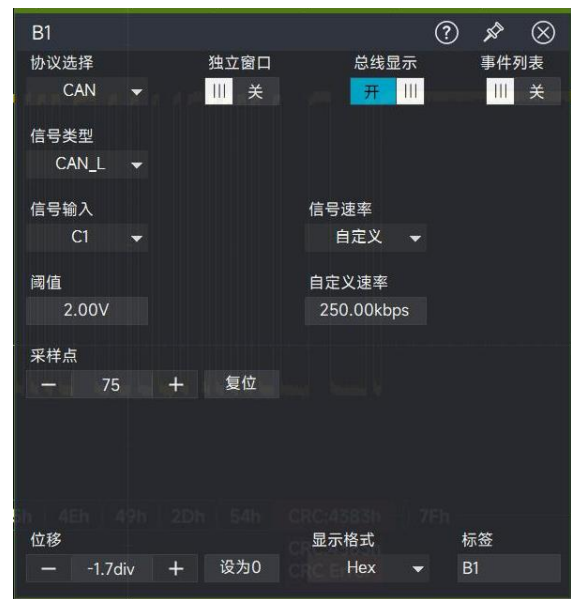 B1
协议选择 独立窗口 总线显示 事件列表
CAN 关 开 关
信号类型
CAN_L
信号输入 信号速率
C1 自定义
阈值 自定义速率
2.00V 250.00kbps
采样点
— 75 + 复位
4Eh 49h 2Dh 54h CRC:4383h 7Fh
位移 显示格式 标签
— -1.7div + 设为0 Hex B1